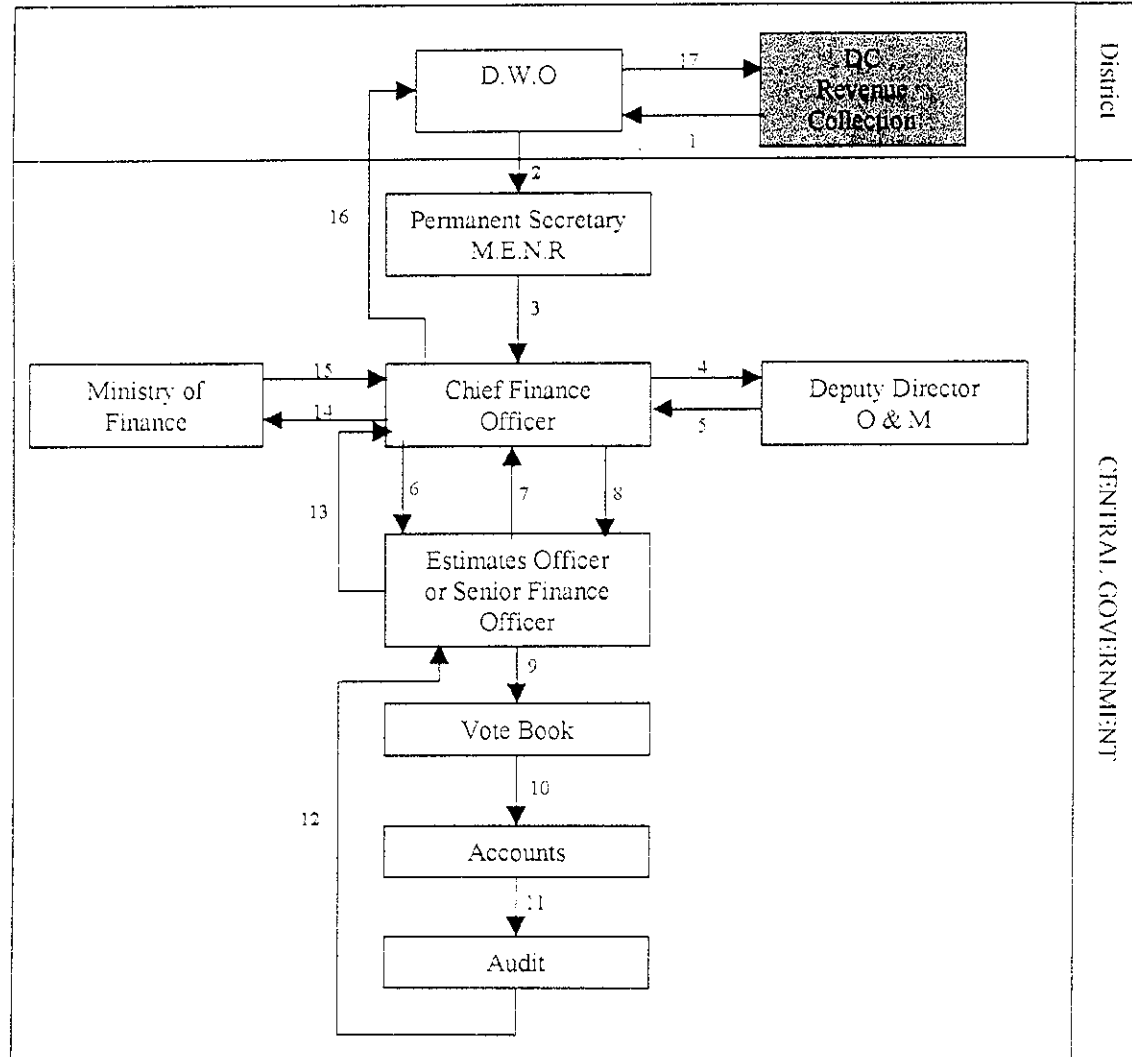 D.W.O
17
DC
Revenue
Collection
1
District
2
Permanent Secretary
M.E.N.R
16
3
Ministry of
Finance
15
14
Chief Finance
Officer
4
5
Deputy Director
O & M
13
6
7
8
Estimates Officer
or Senior Finance
Officer
9
Vote Book
10
12
Accounts
11
Audit
CENTRAL GOVERNMENT